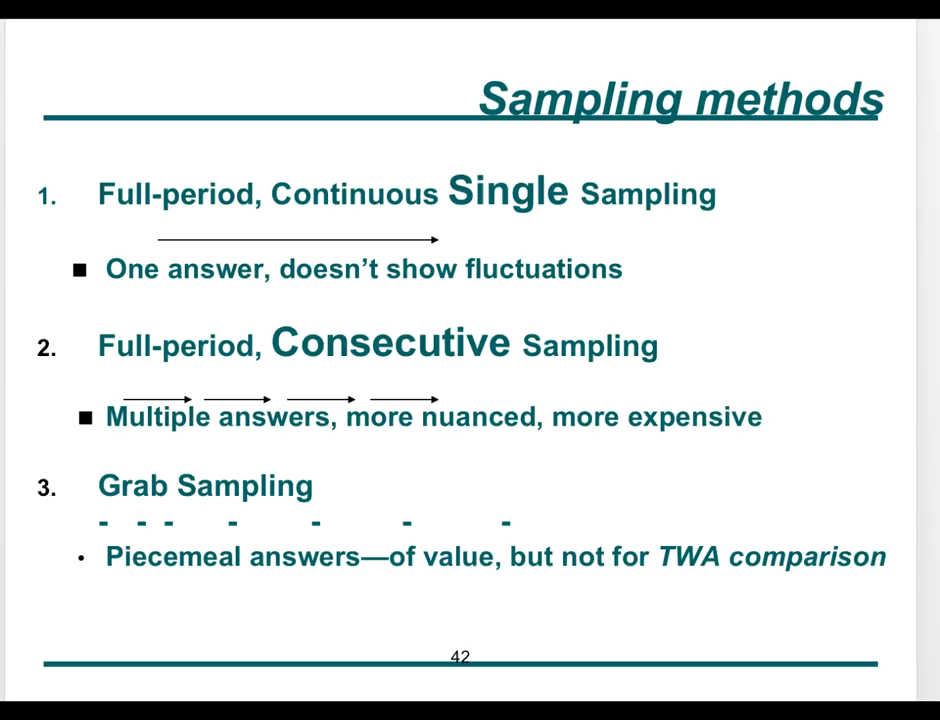 Sampling methods
1. Full-period, Continuous Single Sampling
■ One answer, doesn’t show fluctuations
2. Full-period, Consecutive Sampling
■ Multiple answers, more nuanced, more expensive
3. Grab Sampling
- - - - - - -
• Piecemeal answers—of value, but not for TWA comparison
42